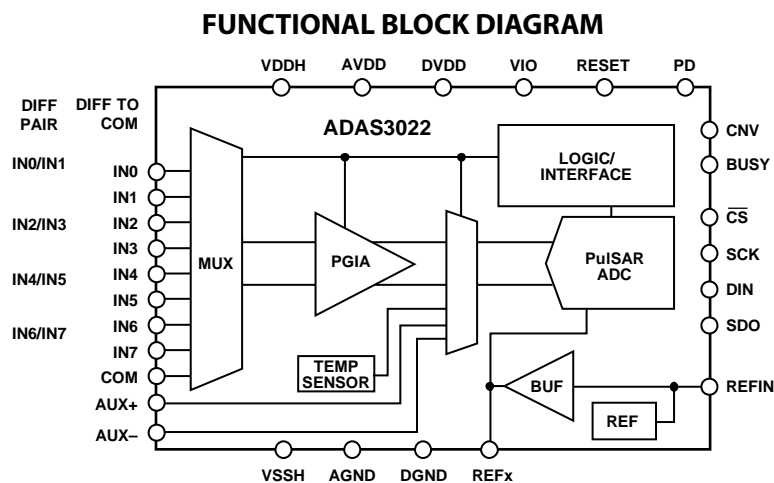 FUNCTIONAL BLOCK DIAGRAM
VDDH
AVDD
DVDD
VIO
RESET
PD
DIFF
PAIR
DIFF TO
COM
ADAS3022
CNV
BUSY
CS
SCK
DIN
SDO
REFIN
IN0/IN1
IN2/IN3
IN4/IN5
IN6/IN7
IN0
IN1
IN2
IN3
IN4
IN5
IN6
IN7
COM
AUX+
AUX–
MUX
PGIA
LOGIC/
INTERFACE
PulSAR
ADC
TEMP
SENSOR
BUF
REF
VSSH
AGND
DGND
REFx